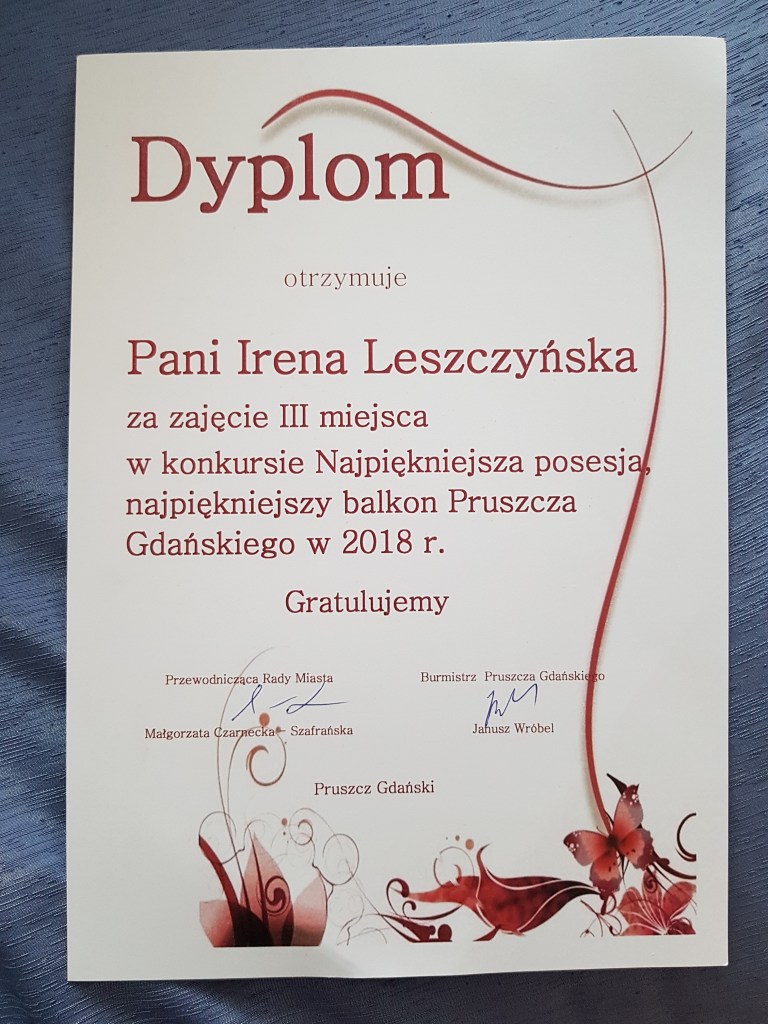 Dyplom
otrzymuje
Pani Irena Leszczyńska
za zajęcie III miejsca
w konkursie Najpiękniejsza posesja,
najpiękniejszy balkon Pruszcza
Gdańskiego w 2018 r.
Gratulujemy
Przewodnicząca Rady Miasta
Burmistrz Pruszcza Gdańskiego
Małgorzata Czarnecka – Szafrańska
Janusz Wróbel
Pruszcz Gdański